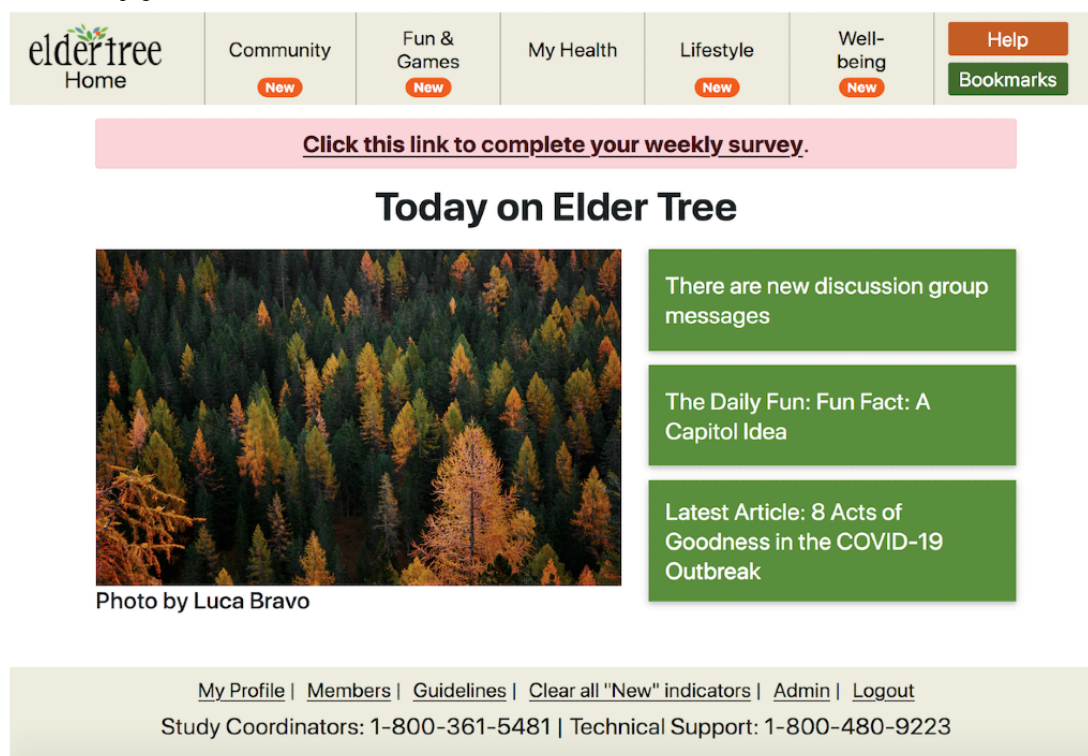 eldertree
Home
Community
New
Fun &
Games
New
My Health
Lifestyle
New
Well-
being
New
Help
Bookmarks
Click this link to complete your weekly survey.
Today on Elder Tree
There are new discussion group
messages
The Daily Fun: Fun Fact: A
Capitol Idea
Latest Article: 8 Acts of
Goodness in the COVID-19
Outbreak
Photo by Luca Bravo
My Profile | Members | Guidelines | Clear all "New" indicators | Admin | Logout
Study Coordinators: 1-800-361-5481 | Technical Support: 1-800-480-9223